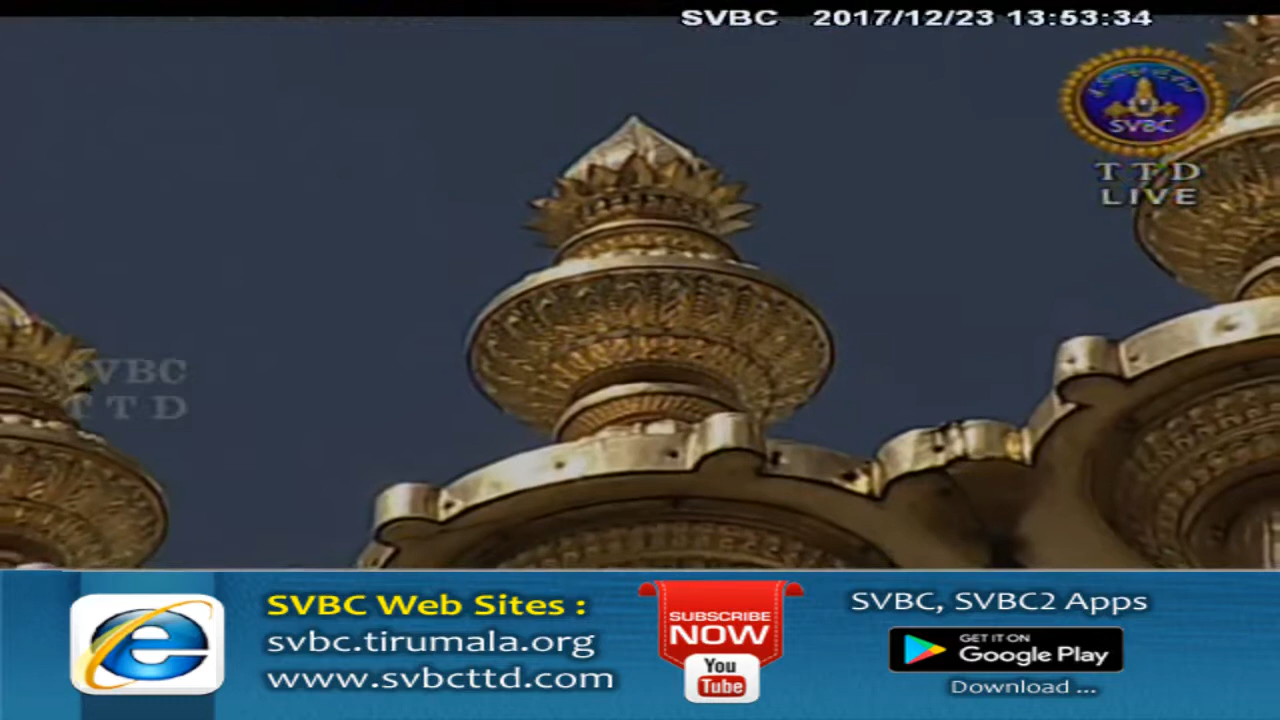 SVBC 2017/12/23 13:53:34
SVBC
TTD
LIVE
SVBC
TTD
SVBC Web Sites :
svbc.tirumala.org
www.svbcttd.com
SUBSCRIBE
NOW
You
Tube
SVBC, SVBC2 Apps
GET IT ON
Google Play
Download ...